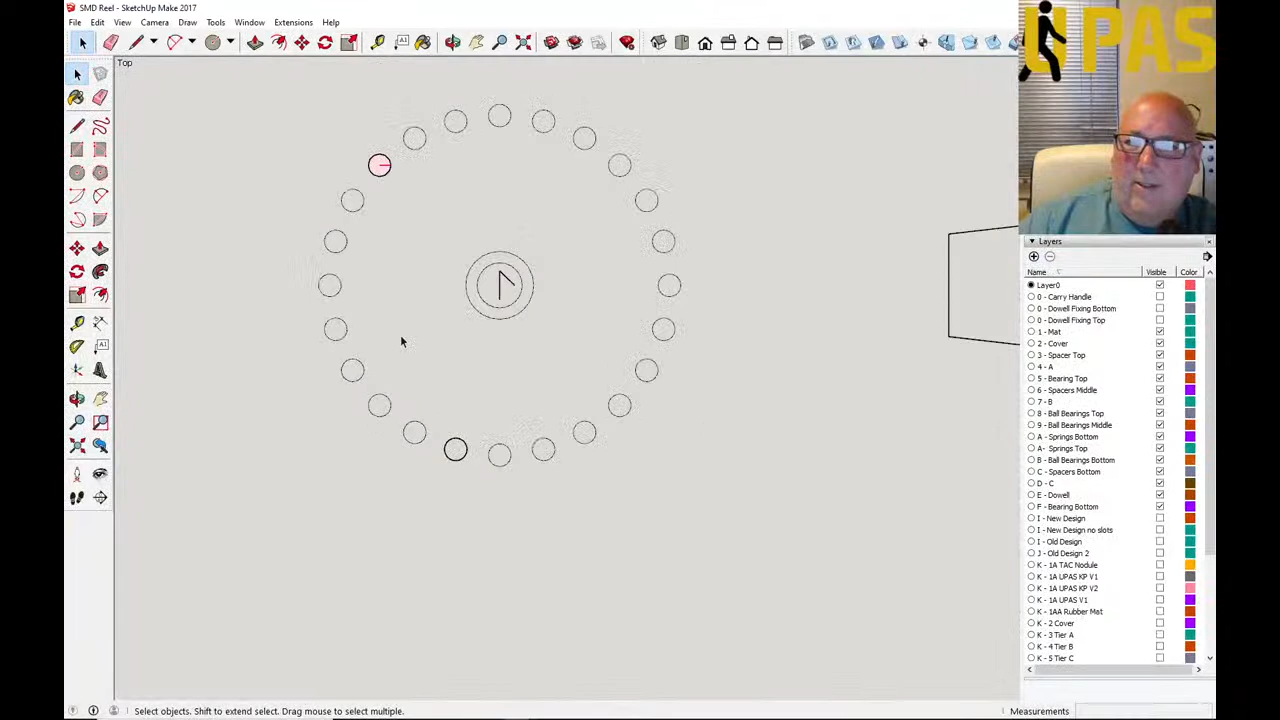 SMD Reel - SketchUp Make 2017
File Edit View Camera Draw Tools Window Extensions Help
Top
UPAS
Layers
Name Visible Color
Layer0
0 - Carry Handle
0 - Dowell Fixing Bottom
0 - Dowell Fixing Top
1 - Mat
2 - Cover
3 - Spacer Top
4 - A
5 - Bearing Top
6 - Spacers Middle
7 - B
8 - Ball Bearings Top
9 - Ball Bearings Middle
A - Springs Bottom
A- Springs Top
B - Ball Bearings Bottom
C - Spacers Bottom
D - C
E - Dowell
F - Bearing Bottom
I - New Design
I - New Design no slots
I - Old Design
J - Old Design 2
K - 1A TAC Nodule
K - 1A UPAS KP V1
K - 1A UPAS KP V2
K - 1A UPAS V1
K - 1AA Rubber Mat
K - 2 Cover
K - 3 Tier A
K - 4 Tier B
K - 5 Tier C
Select objects. Shift to extend select. Drag mouse to select multiple.
Measurements